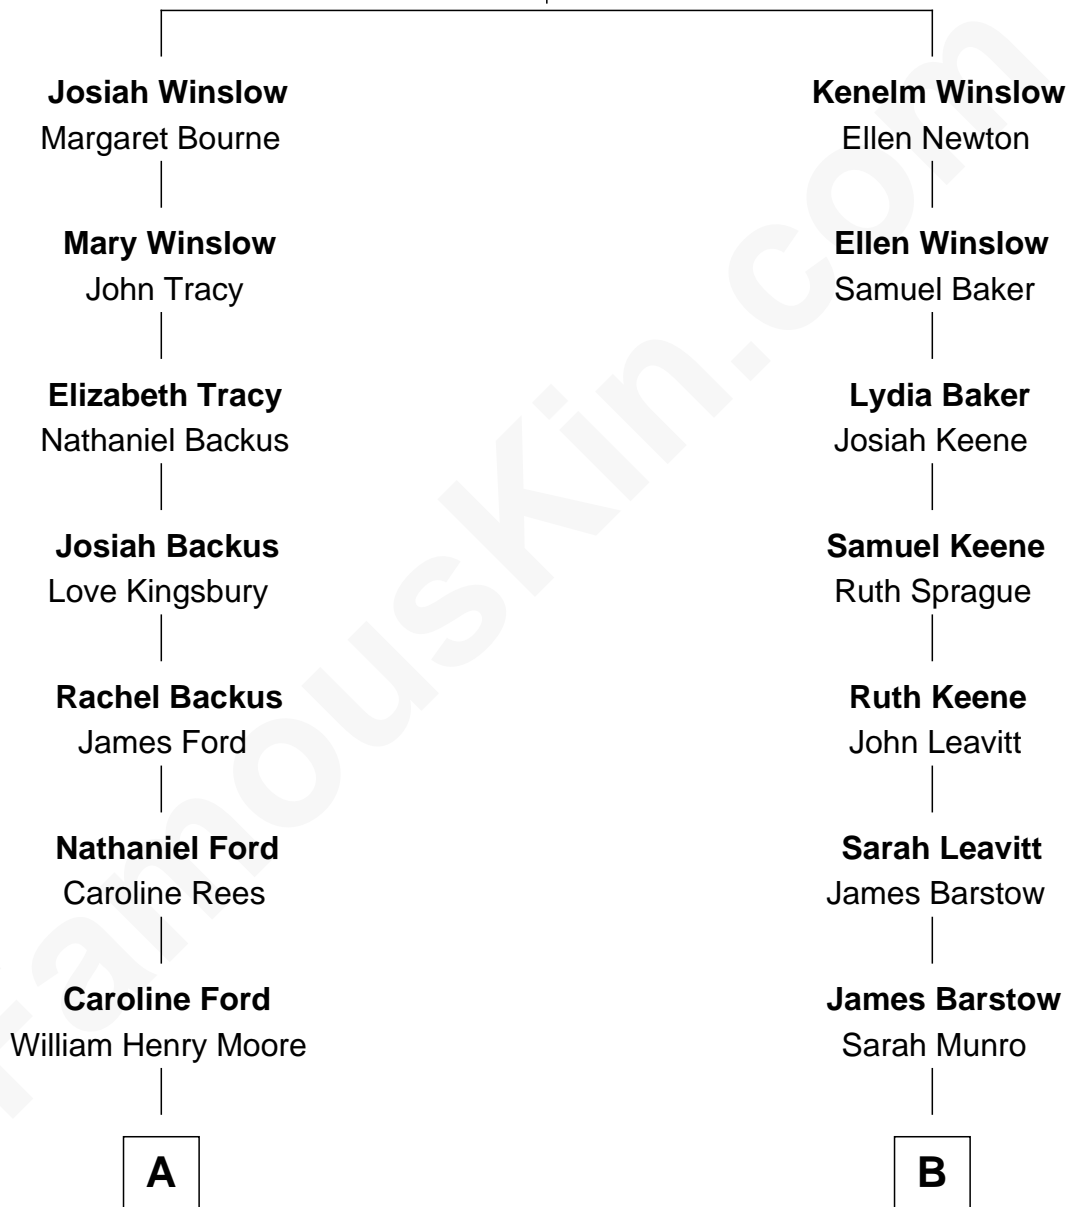 Josiah Winslow
Margaret Bourne
Mary Winslow
John Tracy
Elizabeth Tracy
Nathaniel Backus
Josiah Backus
Love Kingsbury
Rachel Backus
James Ford
Nathaniel Ford
Caroline Rees
Caroline Ford
William Henry Moore
A
Kenelm Winslow
Ellen Newton
Ellen Winslow
Samuel Baker
Lydia Baker
Josiah Keene
Samuel Keene
Ruth Sprague
Ruth Keene
John Leavitt
Sarah Leavitt
James Barstow
James Barstow
Sarah Munro
B
FamousKin.com